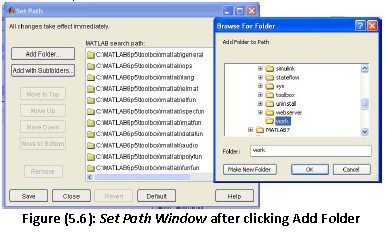 Set Path
All changes take effect immediately.
Add Folder...
Add with Subfolders...
Move to Top
Move Up
Move Down
Move to Bottom
Remove
MATLAB search path:
C:\MATLAB6p5\toolbox\matlab\general
C:\MATLAB6p5\toolbox\matlab\ops
C:\MATLAB6p5\toolbox\matlab\lang
C:\MATLAB6p5\toolbox\matlab\elmat
C:\MATLAB6p5\toolbox\matlab\elfun
C:\MATLAB6p5\toolbox\matlab\specfun
C:\MATLAB6p5\toolbox\matlab\matfun
C:\MATLAB6p5\toolbox\matlab\datafun
C:\MATLAB6p5\toolbox\matlab\audio
C:\MATLAB6p5\toolbox\matlab\polyfun
C:\MATLAB6p5\toolbox\matlab\funfun
Save Close Revert Default Help
Browse For Folder
Add Folder to Path
simulink
stateflow
sys
toolbox
uninstall
webserver
work
MATLAB7
Folder: work
Make New Folder OK Cancel
Figure (5.6): Set Path Window after clicking Add Folder